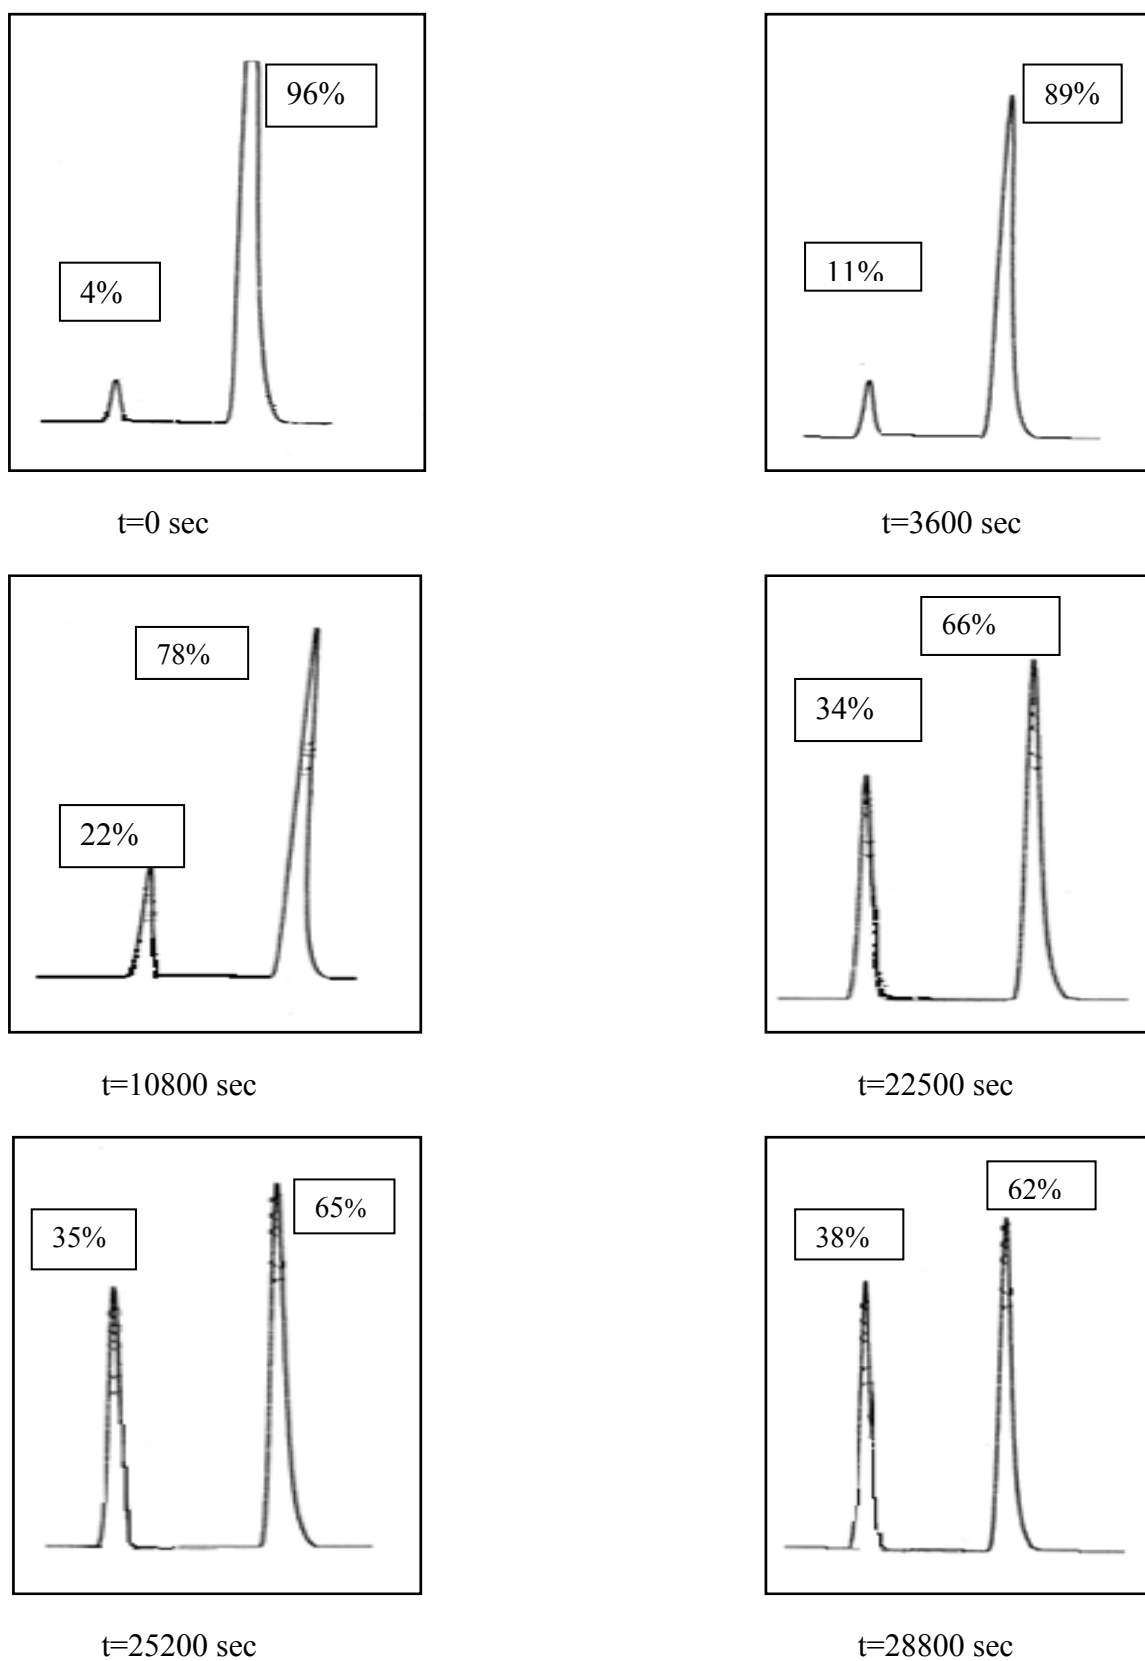 96%
4%
t=0 sec
89%
11%
t=3600 sec
78%
22%
t=10800 sec
66%
34%
t=22500 sec
35%
65%
t=25200 sec
62%
38%
t=28800 sec